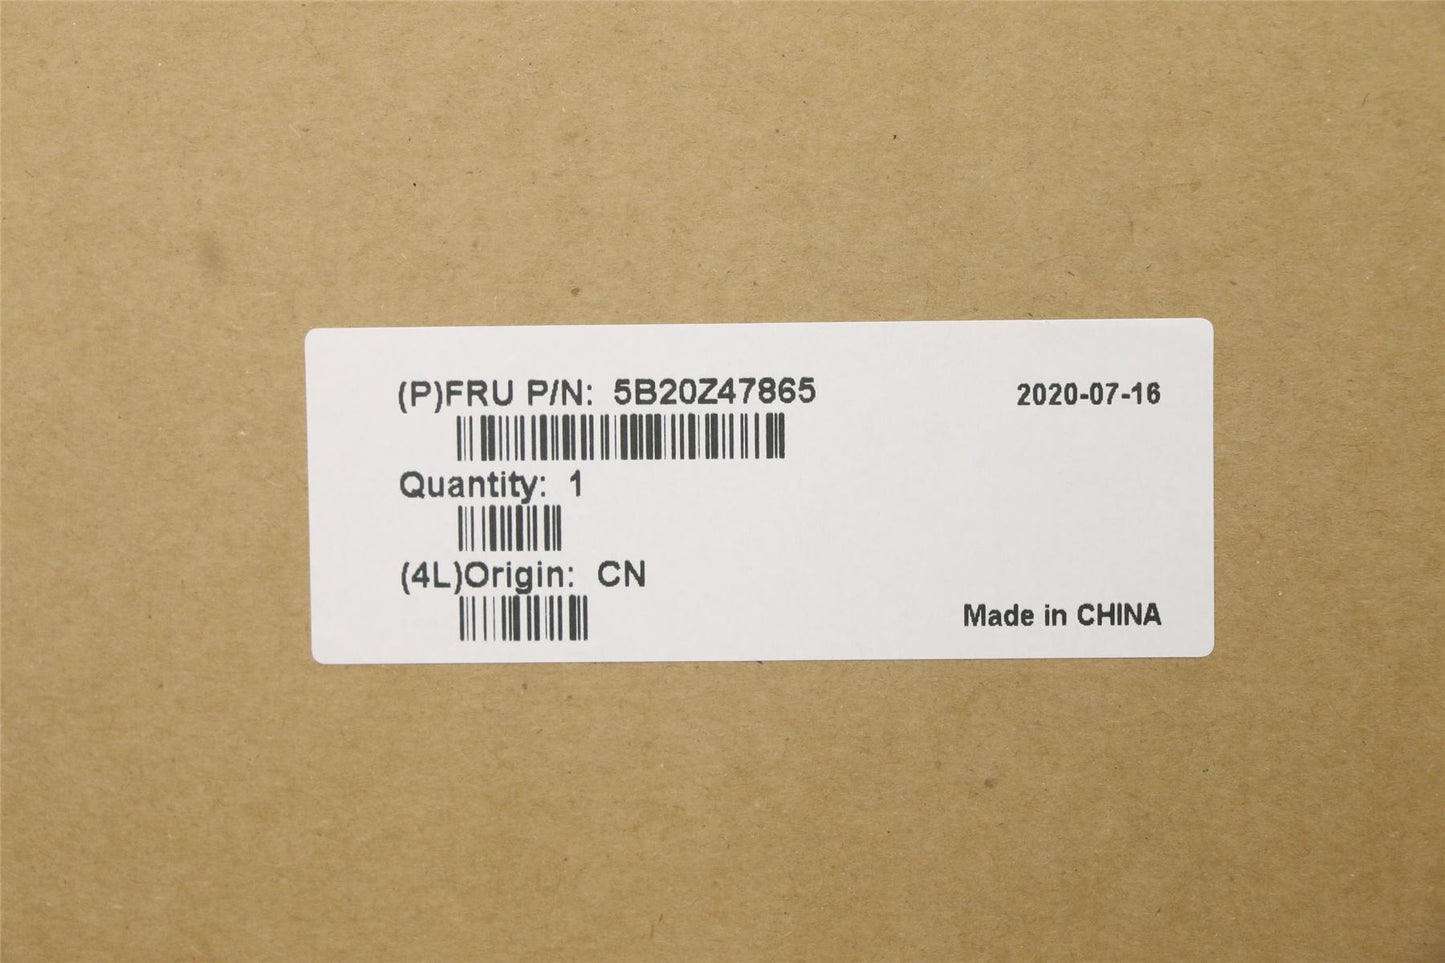 (P)FRU P/N: 5B20Z47865 2020-07-16
Quantity: 1
(4L)Origin: CN
Made in CHINA